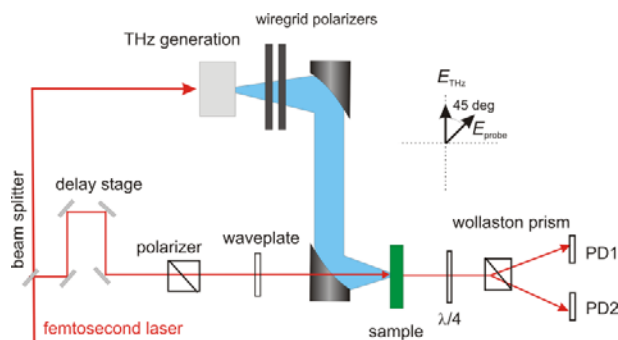 wiregrid polarizers
THz generation
E_THz
45 deg
E_probe
delay stage
beam splitter
polarizer
waveplate
wollaston prism
PD1
PD2
λ/4
sample
femtosecond laser